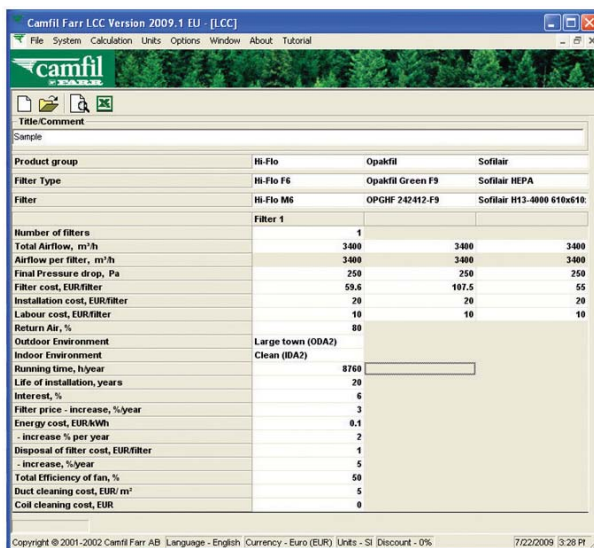 Camfil Farr LCC Version 2009.1 EU - [LCC]
File System Calculation Units Options Window About Tutorial
camfil
FARR
Title/Comment
Sample
Product group Hi-Flo Opakfil Sofilair
Filter Type Hi-Flo F6 Opakfil Green F9 Sofilair HEPA
Filter Hi-Flo M6 OPGHF 242412-F9 Sofilair H13-4000 610x610:
Filter 1
Number of filters 1
Total Airflow, m³/h 3400 3400 3400
Airflow per filter, m³/h 3400 3400 3400
Final Pressure drop, Pa 250 250 250
Filter cost, EUR/filter 59.6 107.5 55
Installation cost, EUR/filter 20 20 20
Labour cost, EUR/filter 10 10 10
Return Air, % 80
Outdoor Environment Large town (ODA2)
Indoor Environment Clean (IDA2)
Running time, h/year 8760
Life of installation, years 20
Interest, % 6
Filter price - increase, %/year 3
Energy cost, EUR/kWh 0.1
- increase % per year 2
Disposal of filter cost, EUR/filter 1
- increase, %/year 5
Total Efficiency of fan, % 50
Duct cleaning cost, EUR/ m² 5
Coil cleaning cost, EUR 0
Copyright © 2001-2002 Camfil Farr AB Language - English Currency - Euro (EUR) Units - SI Discount - 0% 7/22/2009 3:28 PM